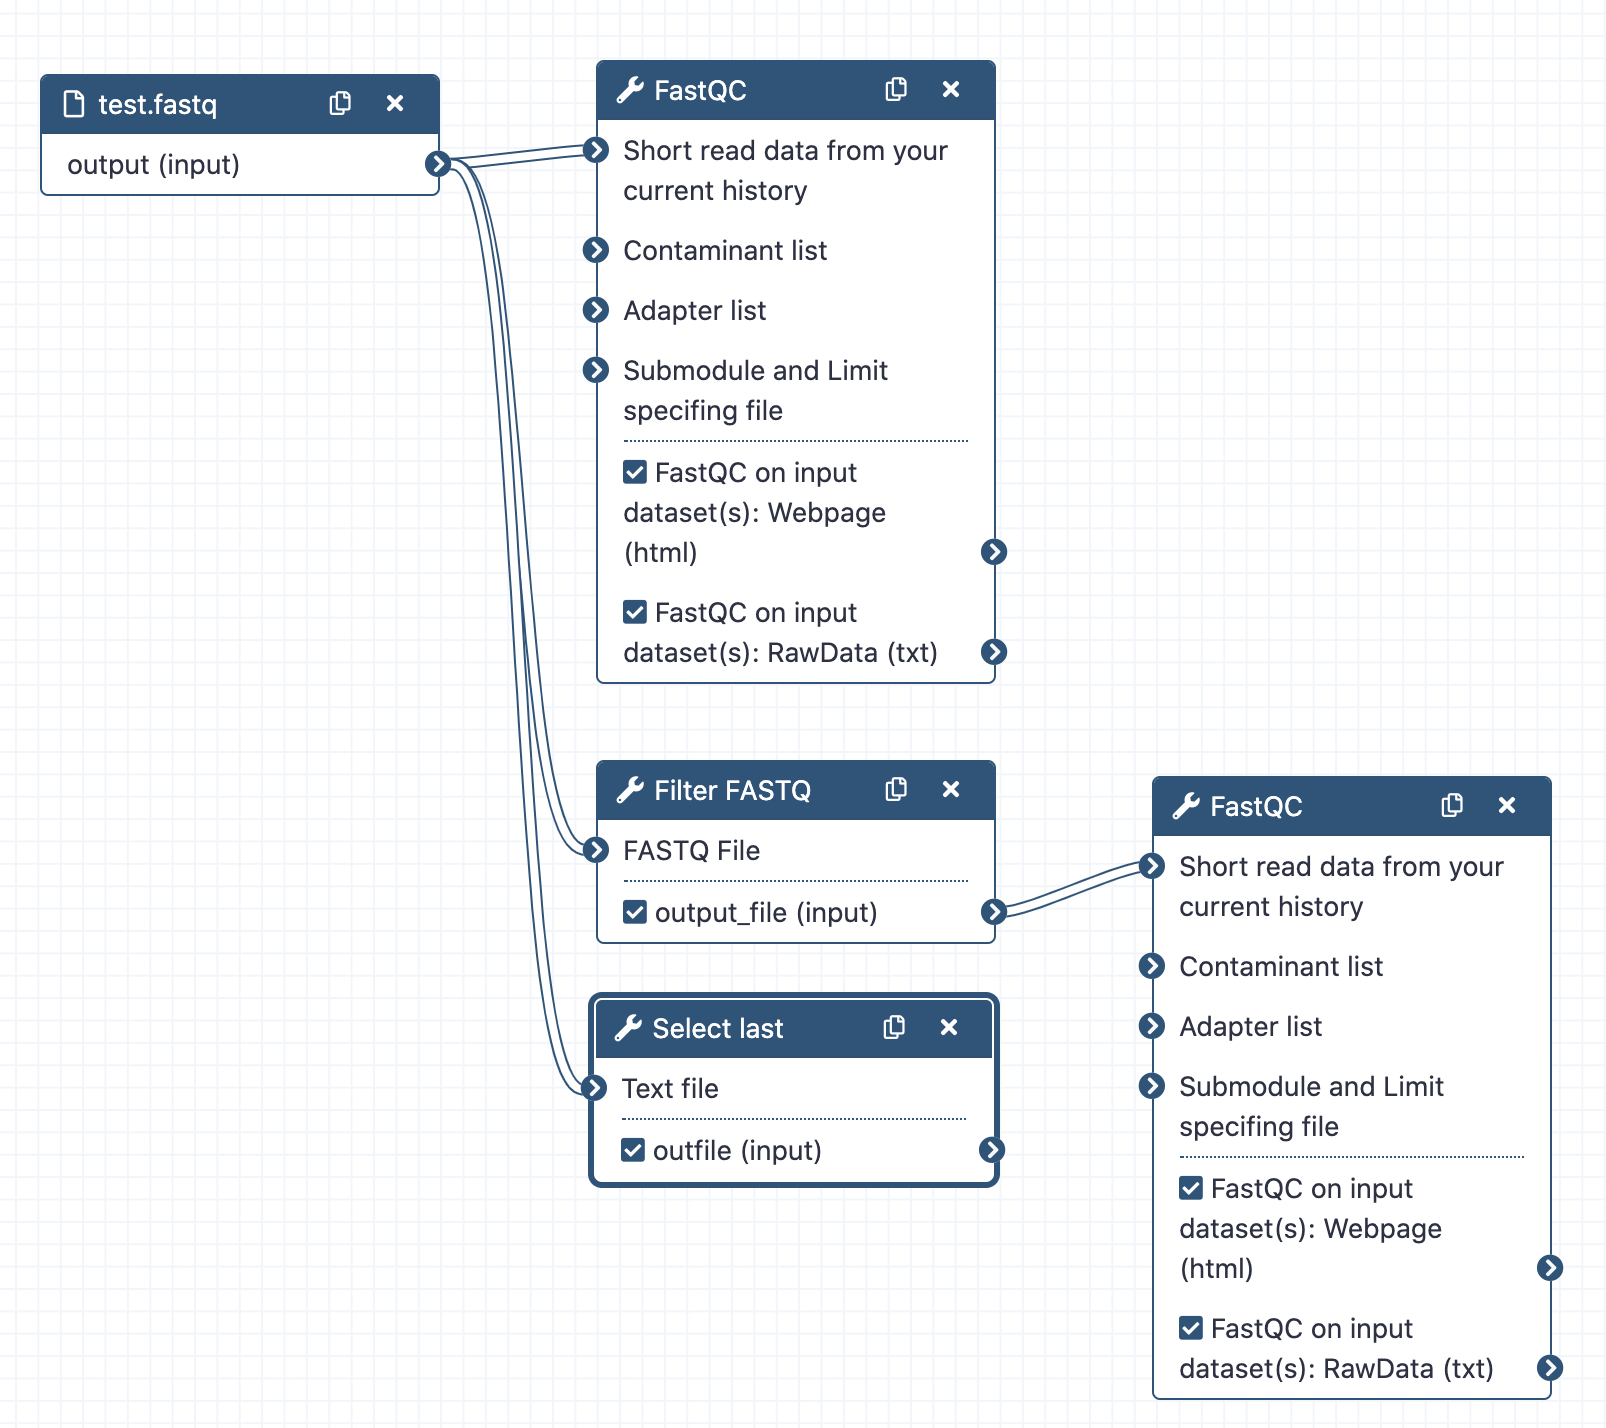 test.fastq
output (input)
FastQC
Short read data from your
current history
Contaminant list
Adapter list
Submodule and Limit
specifing file
FastQC on input
dataset(s): Webpage
(html)
FastQC on input
dataset(s): RawData (txt)
Filter FASTQ
FASTQ File
output_file (input)
Select last
Text file
outfile (input)
FastQC
Short read data from your
current history
Contaminant list
Adapter list
Submodule and Limit
specifing file
FastQC on input
dataset(s): Webpage
(html)
FastQC on input
dataset(s): RawData (txt)